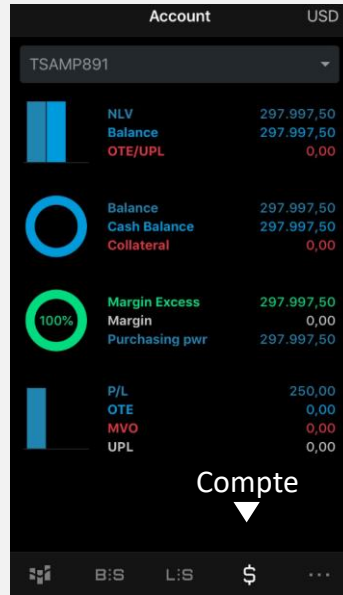 Account USD
TSAMP891
NLV 297.997,50
Balance 297.997,50
OTE/UPL 0,00
Balance 297.997,50
Cash Balance 297.997,50
Collateral 0,00
100%
Margin Excess 297.997,50
Margin 0,00
Purchasing pwr 297.997,50
P/L 250,00
OTE 0,00
MVO 0,00
UPL 0,00
Compte
B:S L:S $ ...